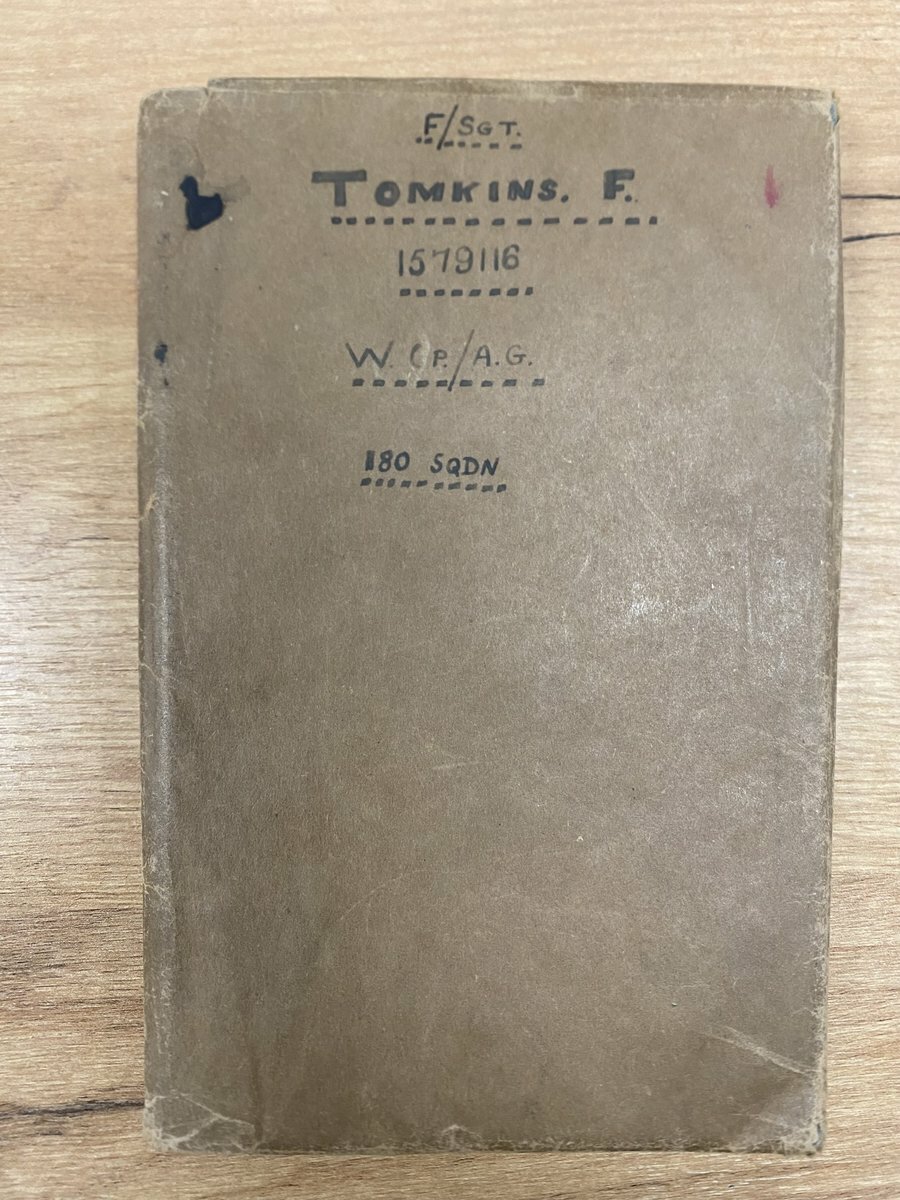 F/SGT.
TOMKINS. F.
1579116
W. OP./A.G.
180 SQDN